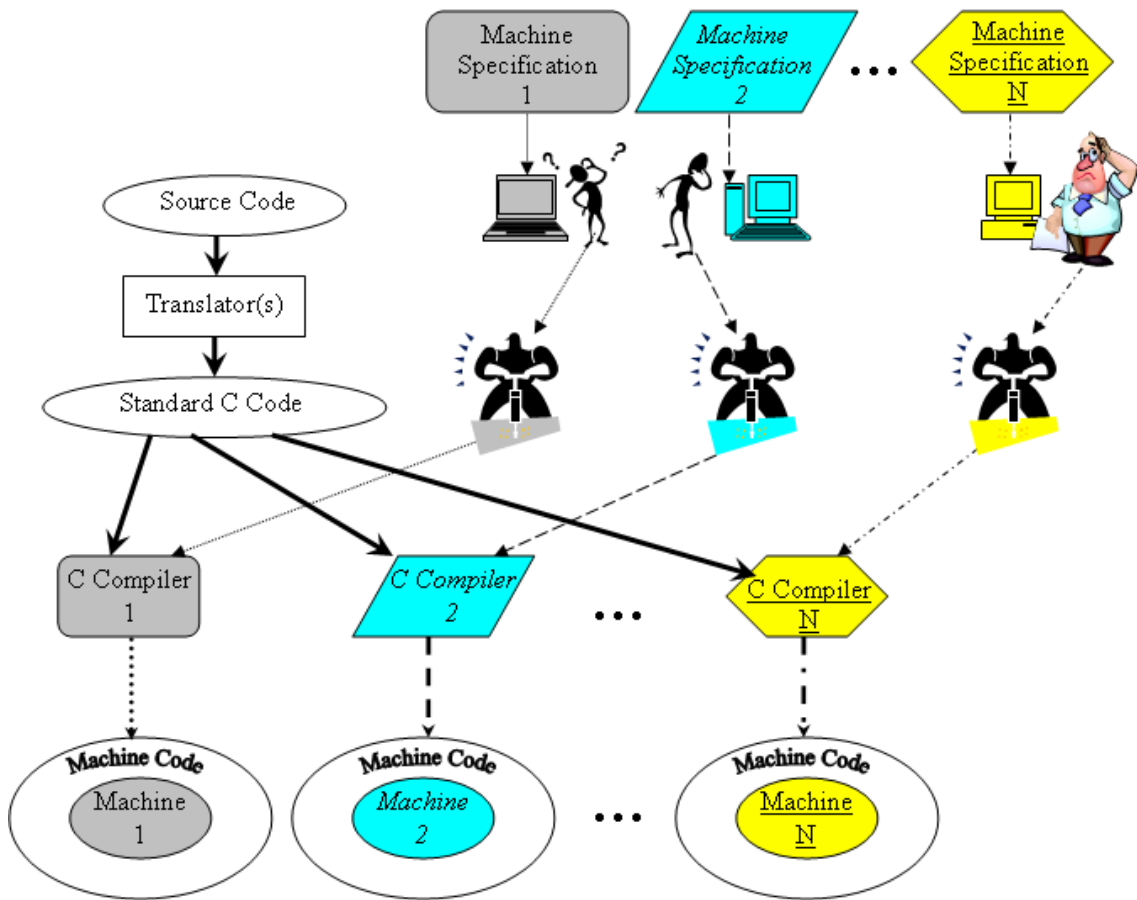 Machine
Specification
1
Machine
Specification
2
Machine
Specification
N
? ?
Source Code
Translator(s)
Standard C Code
C Compiler
1
C Compiler
2
C Compiler
N
Machine Code
Machine
1
Machine Code
Machine
2
Machine Code
Machine
N